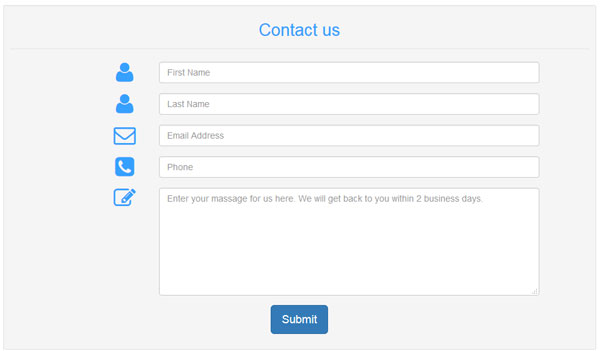 Contact us
First Name
Last Name
Email Address
Phone
Enter your massage for us here. We will get back to you within 2 business days.
Submit